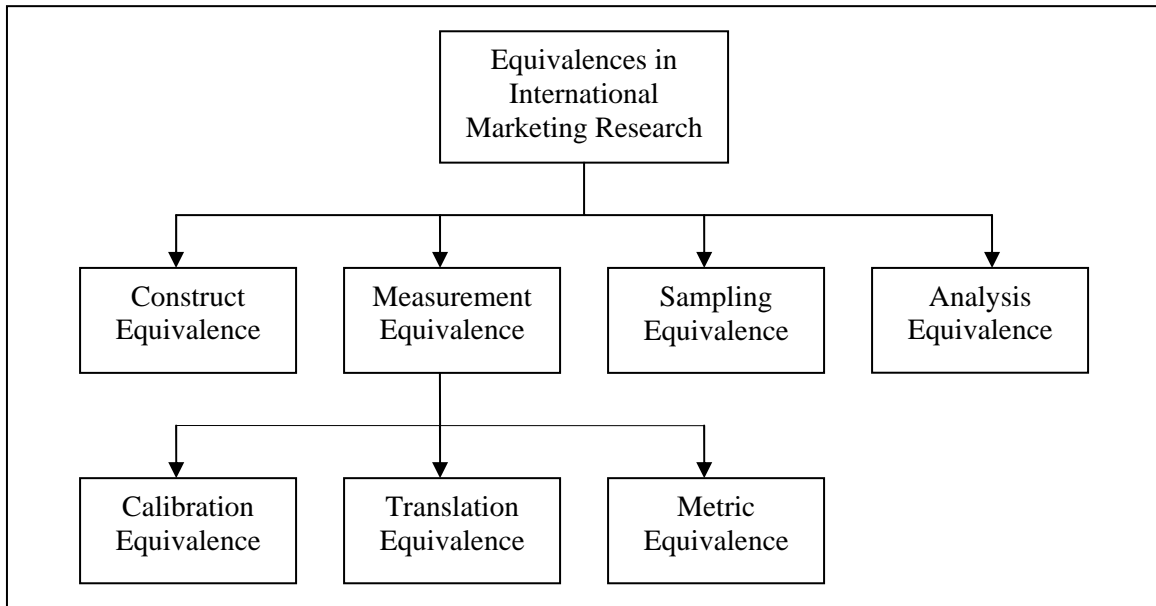 Equivalences in
International
Marketing Research
Construct
Equivalence
Measurement
Equivalence
Sampling
Equivalence
Analysis
Equivalence
Calibration
Equivalence
Translation
Equivalence
Metric
Equivalence